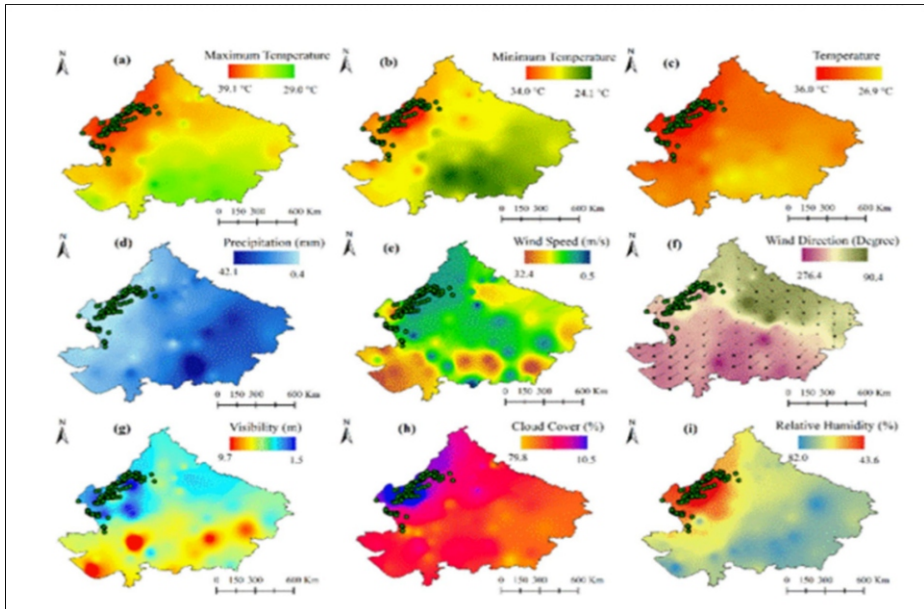 N
(a)
Maximum Temperature
39.1 °C 29.0 °C
0 150 300 600 Km
N
(b)
Minimum Temperature
34.0 °C 24.1 °C
0 150 300 600 Km
N
(c)
Temperature
36.0 °C 26.9 °C
0 150 300 600 Km
N
(d)
Precipitation (mm)
42.1 0.4
0 150 300 600 Km
N
(e)
Wind Speed (m/s)
32.4 0.5
0 150 300 600 Km
N
(f)
Wind Direction (Degree)
276.4 90.4
0 150 300 600 Km
N
(g)
Visibility (m)
9.7 1.5
0 150 300 600 Km
N
(h)
Cloud Cover (%)
79.8 10.5
0 150 300 600 Km
N
(i)
Relative Humidity (%)
82.0 43.6
0 150 300 600 Km